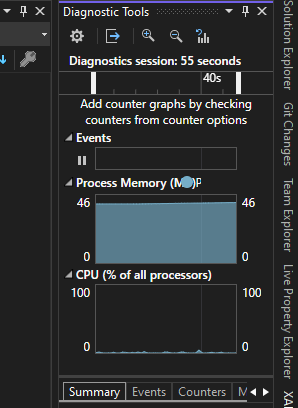 Diagnostic Tools
Diagnostic session: 55 seconds
40s
Add counter graphs by checking
counters from counter options
Events
Process Memory (M
P
46
46
0
0
CPU (% of all processors)
100
100
0
0
Summary
Events
Counters
M
Solution Explorer
Git Changes
Team Explorer
Live Property Explorer
XA